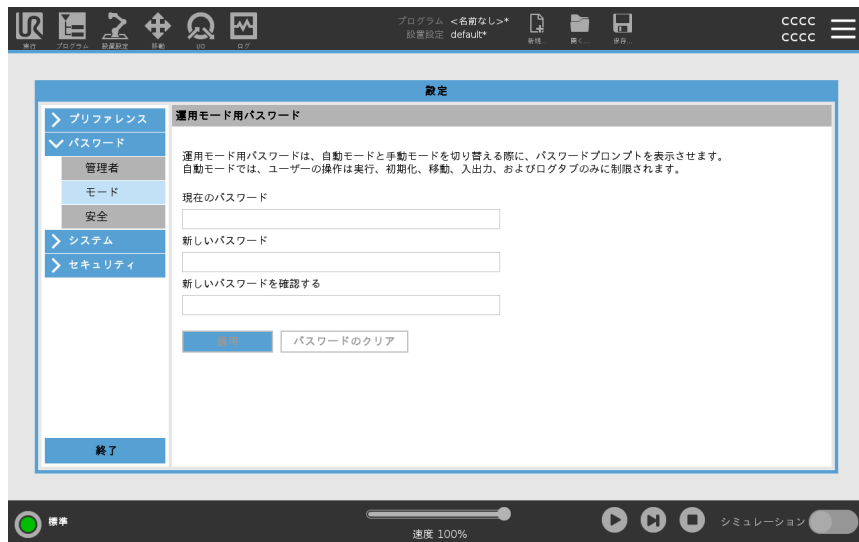 実行
プログラム
設置設定
移動
I/O
ログ
プログラム <名前なし>*
設置設定 default*
新規...
開く...
保存...
CCCC
CCCC
設定
プリファレンス
パスワード
管理者
モード
安全
システム
セキュリティ
終了
運用モード用パスワード
運用モード用パスワードは、自動モードと手動モードを切り替える際に、パスワードプロンプトを表示させます。
自動モードでは、ユーザーの操作は実行、初期化、移動、入出力、およびログタブのみに制限されます。
現在のパスワード
新しいパスワード
新しいパスワードを確認する
適用
パスワードのクリア
標準
速度 100%
シミュレーション